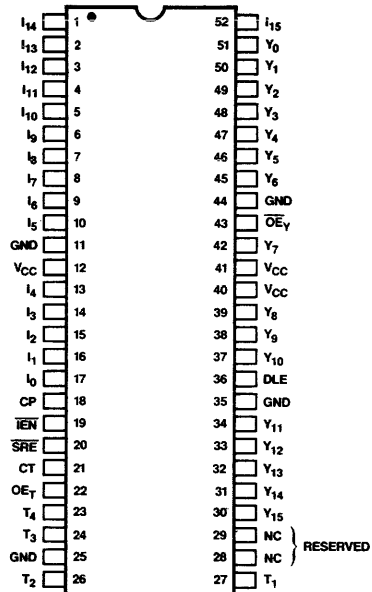 I14 1 52 I15
I13 2 51 Y0
I12 3 50 Y1
I11 4 49 Y2
I10 5 48 Y3
I9 6 47 Y4
I8 7 46 Y5
I7 8 45 Y6
I6 9 44 GND
I5 10 43 OEY
GND 11 42 Y7
VCC 12 41 VCC
I4 13 40 VCC
I3 14 39 Y8
I2 15 38 Y9
I1 16 37 Y10
I0 17 36 DLE
CP 18 35 GND
IEN 19 34 Y11
SRE 20 33 Y12
CT 21 32 Y13
OET 22 31 Y14
T4 23 30 Y15
T3 24 29 NC
GND 25 28 NC
RESERVED
T2 26 27 T1